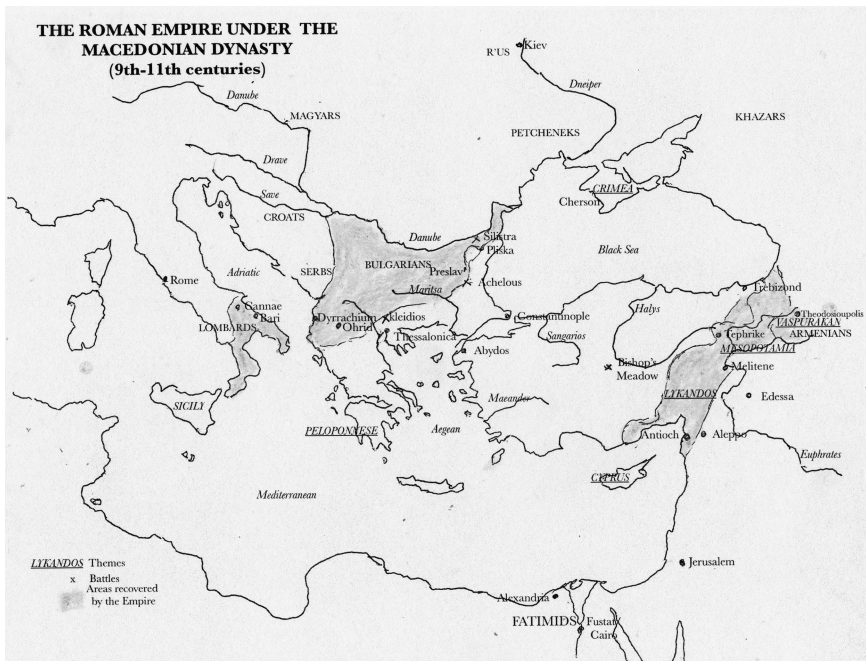 THE ROMAN EMPIRE UNDER THE
MACEDONIAN DYNASTY
(9th-11th centuries)
R'US
Kiev
Dneiper
Danube
MAGYARS
PETCHENEKS
KHAZARS
Drave
Save
CROATS
CRIMEA
Cherson
Danube
Silistra
Pliska
Black Sea
SERBS
BULGARIANS
Preslav
Adriatic
Rome
Achelous
Maritsa
Trebizond
Cannae
Bari
LOMBARDS
Dyrrachium
Ohrid
kleidios
Thessalonica
Constantinople
Halys
Sangarios
Theodosioupolis
VASPURAKAN
ARMENIANS
Tephrike
MESOPOTAMIA
Abydos
Bishop's
Meadow
Melitene
SICILY
Maeander
LYKANDOS
Edessa
PELOPONNESE
Aegean
Antioch
Aleppo
Euphrates
CYPRUS
Mediterranean
LYKANDOS Themes
x Battles
Areas recovered
by the Empire
Jerusalem
Alexandria
FATIMIDS
Fustat/
Cairo